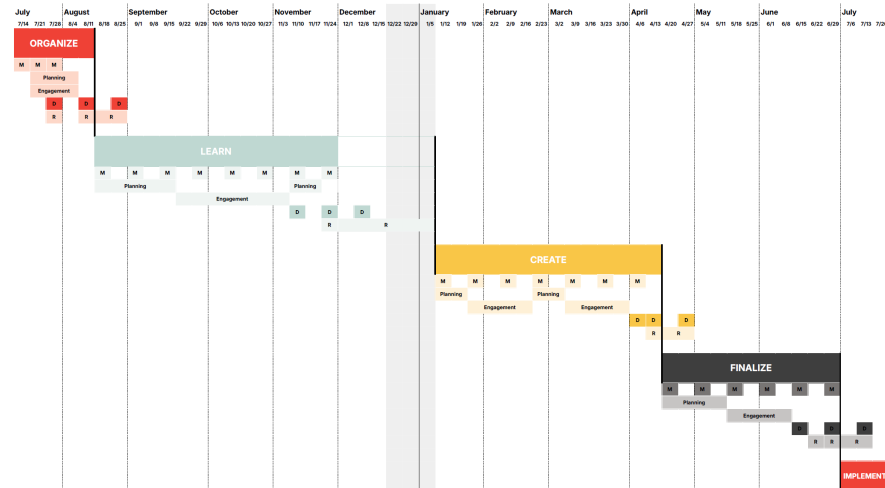 July August September October November December January February March April May June July
7/14 7/21 7/28 8/4 8/11 8/18 8/25 9/1 9/8 9/15 9/22 9/29 10/6 10/13 10/20 10/27 11/3 11/10 11/17 11/24 12/1 12/8 12/15 12/22 12/29 1/5 1/12 1/19 1/26 2/2 2/9 2/16 2/23 3/2 3/9 3/16 3/23 3/30 4/6 4/13 4/20 4/27 5/4 5/11 5/18 5/25 6/1 6/8 6/15 6/22 6/29 7/6 7/13
ORGANIZE
M M M
Planning
Engagement
D D D
R R R
LEARN
M M M M M M M M
Planning Planning
Engagement
D D D
R R
CREATE
M M M M M M M
Planning Planning
Engagement Engagement
D D D
R R
FINALIZE
M M M M M M
Planning
Engagement
D D D
R R R
IMPLEMENT